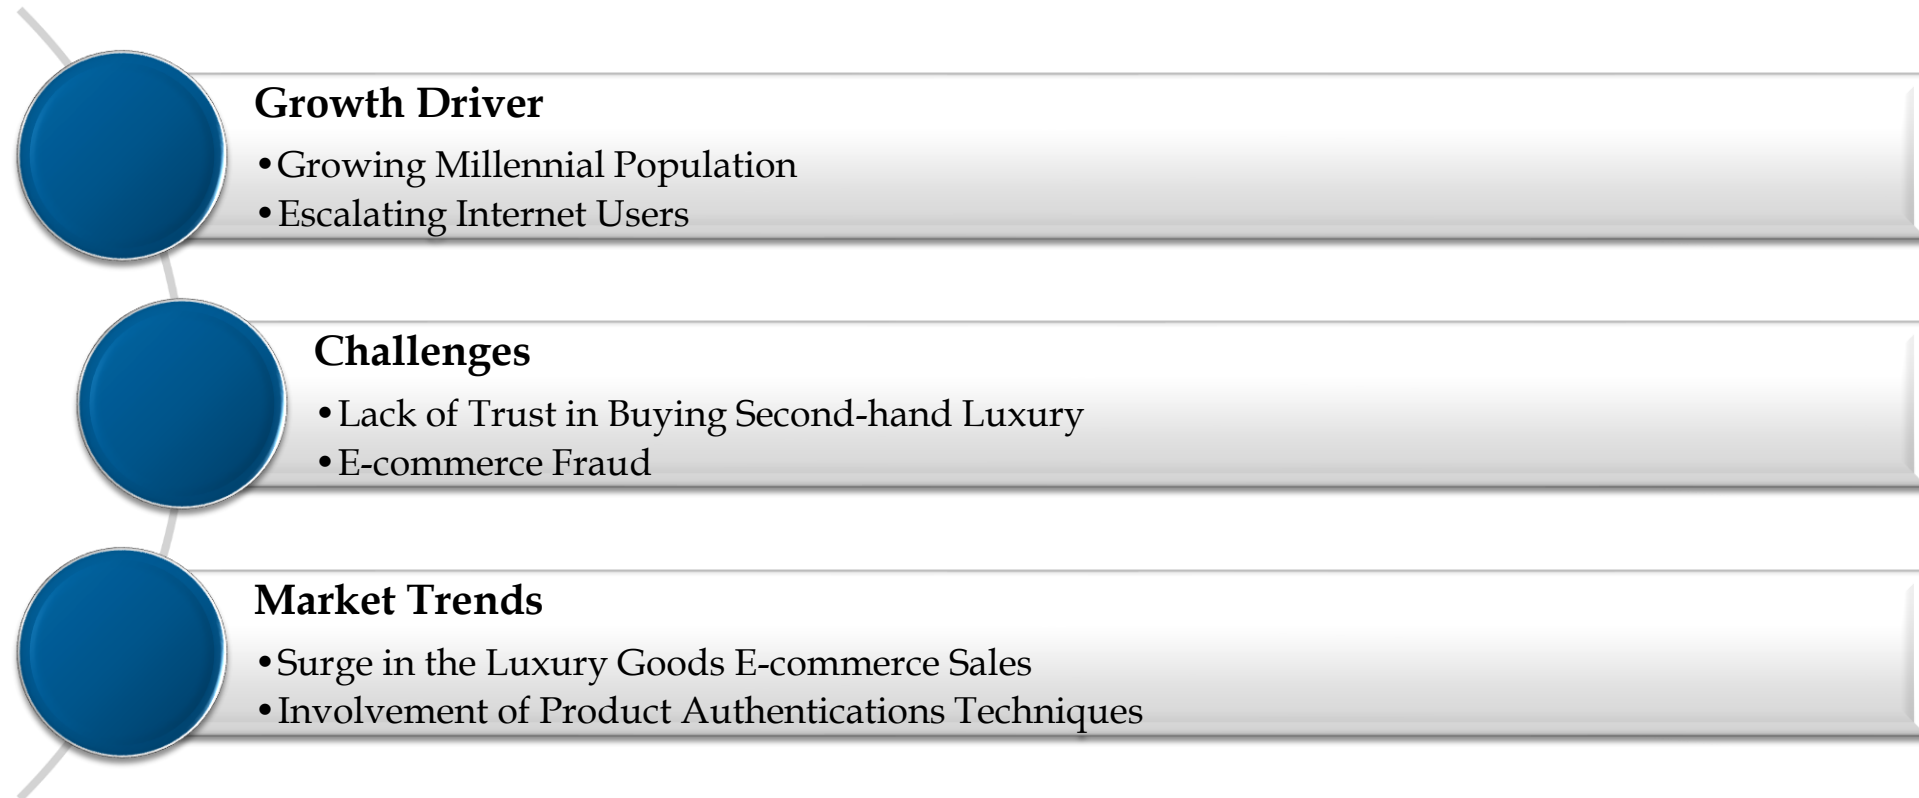 Growth Driver
•Growing Millennial Population
•Escalating Internet Users
Challenges
•Lack of Trust in Buying Second-hand Luxury
•E-commerce Fraud
Market Trends
•Surge in the Luxury Goods E-commerce Sales
•Involvement of Product Authentications Techniques